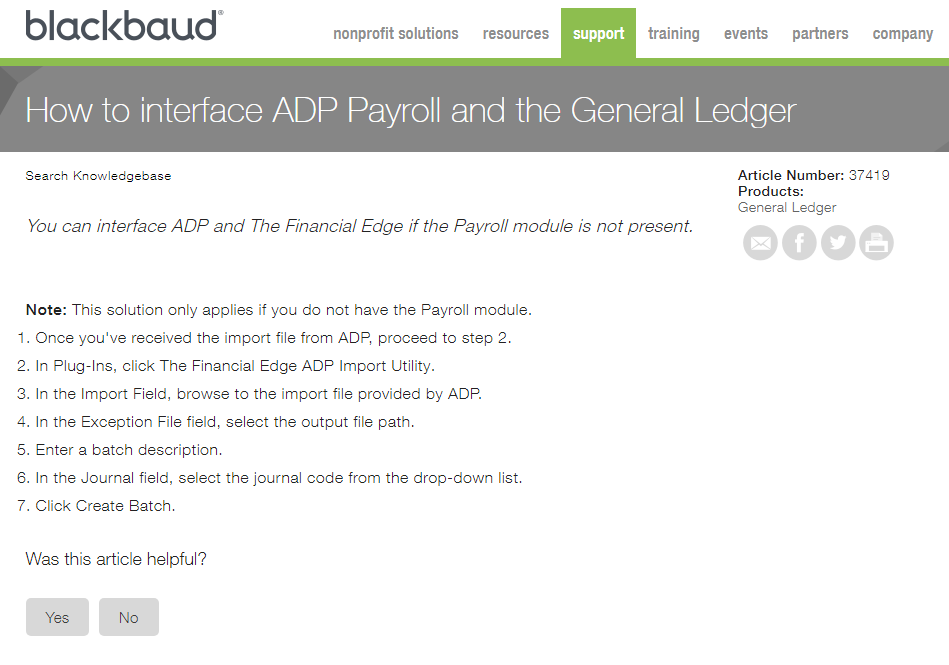 blackbaud®
nonprofit solutions resources support training events partners company
How to interface ADP Payroll and the General Ledger
Search Knowledgebase
Article Number: 37419
Products:
General Ledger
You can interface ADP and The Financial Edge if the Payroll module is not present.
Note: This solution only applies if you do not have the Payroll module.
1. Once you've received the import file from ADP, proceed to step 2.
2. In Plug-Ins, click The Financial Edge ADP Import Utility.
3. In the Import Field, browse to the import file provided by ADP.
4. In the Exception File field, select the output file path.
5. Enter a batch description.
6. In the Journal field, select the journal code from the drop-down list.
7. Click Create Batch.
Was this article helpful?
Yes No